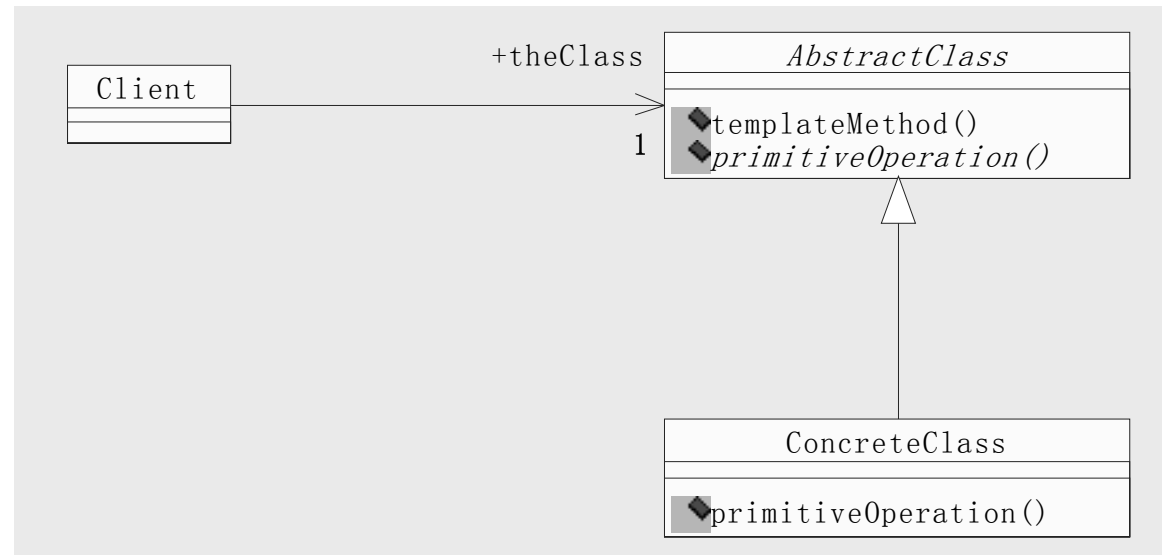 +theClass
AbstractClass
Client
templateMethod()
1
primitiveOperation()
ConcreteClass
primitiveOperation()